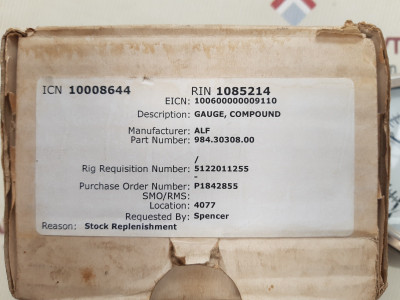 ICN 10008644 RIN 1085214
EICN: 100600000009110
Description: GAUGE, COMPOUND
Manufacturer: ALF
Part Number: 984.30308.00
/
Rig Requisition Number: 5122011255
-
Purchase Order Number: P1842855
SMO/RMS:
Location: 4077
Requested By: Spencer
Reason: Stock Replenishment